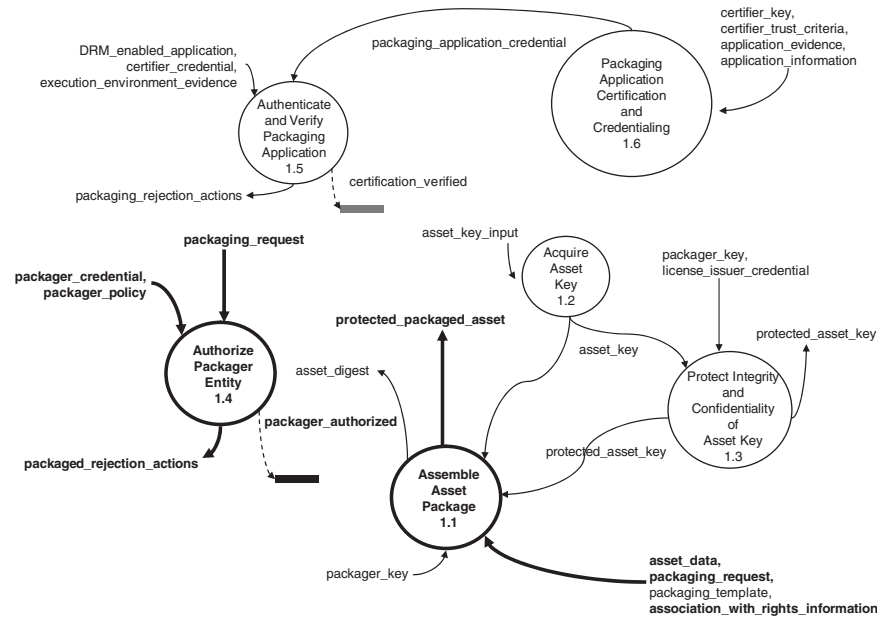 certifier_key,
certifier_trust_criteria,
application_evidence,
application_information
packaging_application_credential
DRM_enabled_application,
certifier_credential,
execution_environment_evidence
Packaging
Application
Certification
and
Credentialing
1.6
Authenticate
and Verify
Packaging
Application
1.5
certification_verified
packaging_rejection_actions
packaging_request
asset_key_input
Acquire
Asset
Key
1.2
packager_key,
license_issuer_credential
packager_credential,
packager_policy
protected_packaged_asset
protected_asset_key
asset_key
Authorize
Packager
Entity
1.4
asset_digest
Protect Integrity
and
Confidentiality
of
Asset Key
1.3
packager_authorized
packaged_rejection_actions
protected_asset_key
Assemble
Asset
Package
1.1
packager_key
asset_data,
packaging_request,
packaging_template,
association_with_rights_information